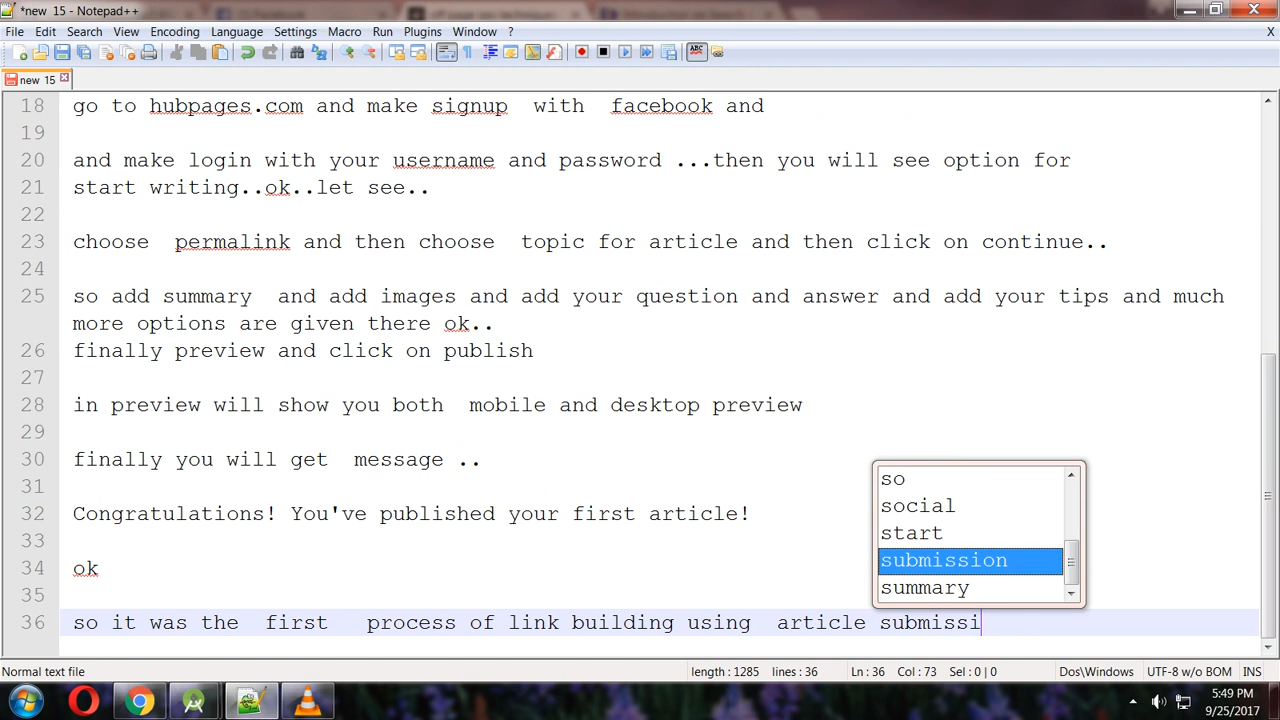 *new 15 - Notepad++
File Edit Search View Encoding Language Settings Macro Run Plugins Window ? X
new 15
18 go to hubpages.com and make signup with facebook and
19
20 and make login with your username and password ...then you will see option for
21 start writing..ok..let see..
22
23 choose permalink and then choose topic for article and then click on continue..
24
25 so add summary and add images and add your question and answer and add your tips and much
more options are given there ok..
26 finally preview and click on publish
27
28 in preview will show you both mobile and desktop preview
29
30 finally you will get message ..
31
32 Congratulations! You've published your first article!
33
34 ok
35
36 so it was the first process of link building using article submissi
so
social
start
submission
summary
Normal text file length : 1285 lines : 36 Ln : 36 Col : 73 Sel : 0 | 0 Dos\Windows UTF-8 w/o BOM INS
5:49 PM
9/25/2017